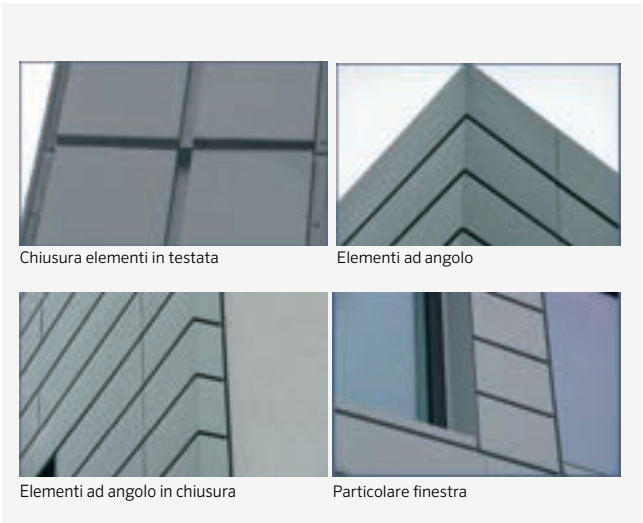 Chiusura elementi in testata
Elementi ad angolo
Elementi ad angolo in chiusura
Particolare finestra